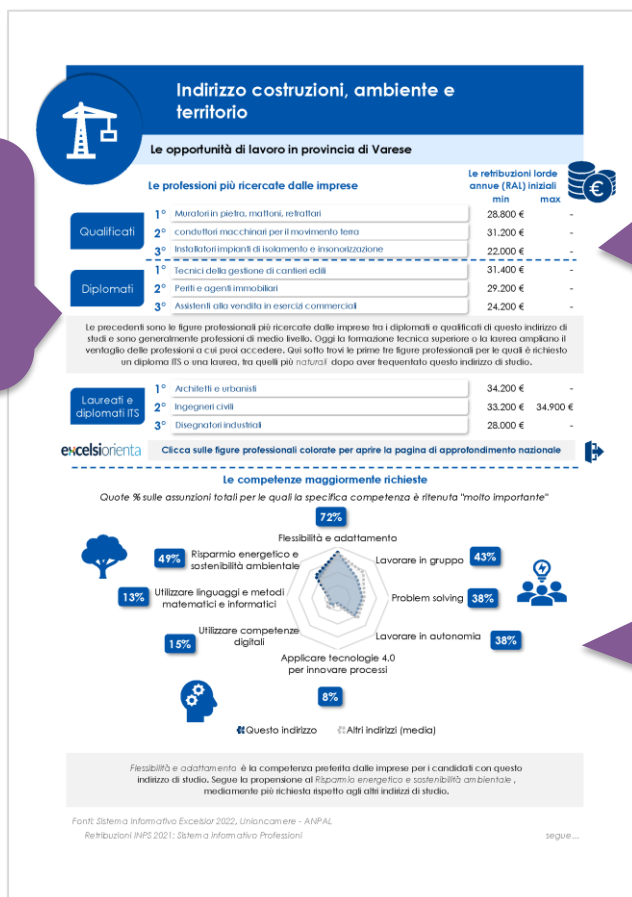 Indirizzo costruzioni, ambiente e
territorio
Le opportunità di lavoro in provincia di Varese
Le professioni più ricercate dalle imprese
Le retribuzioni lorde
annue (RAL) iniziali
min max
Qualificati
1° Muratori in pietra, mattoni, refrattari 28.800 € -
2° conduttori macchinari per il movimento terra 31.200 € -
3° Installatori impianti di isolamento e insonorizzazione 22.000 € -
Diplomati
1° Tecnici della gestione di cantieri edili 31.400 € -
2° Periti e agenti immobiliari 29.200 € -
3° Assistenti alla vendita in esercizi commerciali 24.200 € -
Le precedenti sono le figure professionali più ricercate dalle imprese tra i diplomati e qualificati di questo indirizzo di
studi e sono generalmente professioni di medio livello. Oggi la formazione tecnica superiore o la laurea ampliano il
ventaglio delle professioni a cui puoi accedere. Qui sotto trovi le prime tre figure professionali per le quali è richiesto
un diploma ITS o una laurea, tra quelli più naturali dopo aver frequentato questo indirizzo di studio.
Laureati e
diplomati ITS
1° Architetti e urbanisti 34.200 € -
2° Ingegneri civili 33.200 € 34.900 €
3° Disegnatori industriali 28.000 € -
excelsiorienta
Clicca sulle figure professionali colorate per aprire la pagina di approfondimento nazionale
Le competenze maggiormente richieste
Quote % sulle assunzioni totali per le quali la specifica competenza è ritenuta "molto importante"
72%
Flessibilità e adattamento
49% Risparmio energetico e
sostenibilità ambientale
Lavorare in gruppo 43%
13% Utilizzare linguaggi e metodi
matematici e informatici
Problem solving 38%
15% Utilizzare competenze
digitali
Lavorare in autonomia 38%
Applicare tecnologie 4.0
per innovare processi
8%
Questo indirizzo Altri indirizzi (media)
Flessibilità e adattamento è la competenza preferita dalle imprese per i candidati con questo
indirizzo di studio. Segue la propensione al Risparmio energetico e sostenibilità ambientale ,
mediamente più richiesta rispetto agli altri indirizzi di studio.
Fonti: Sistema Informativo Excelsior 2022, Unioncamere - ANPAL
Retribuzioni INPS 2021: Sistema Informativo Professioni
segue...